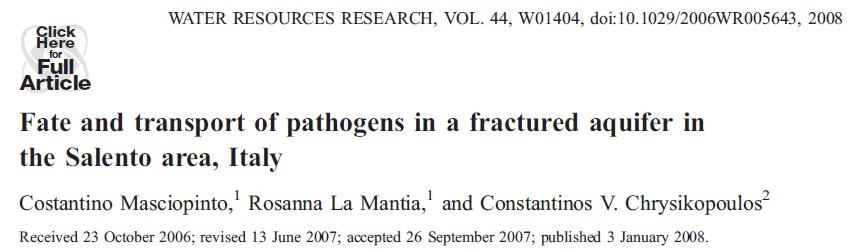 WATER RESOURCES RESEARCH, VOL. 44, W01404, doi:10.1029/2006WR005643, 2008
Click
Here
for
Full
Article
Fate and transport of pathogens in a fractured aquifer in
the Salento area, Italy
Costantino Masciopinto,1 Rosanna La Mantia,1 and Constantinos V. Chrysikopoulos2
Received 23 October 2006; revised 13 June 2007; accepted 26 September 2007; published 3 January 2008.